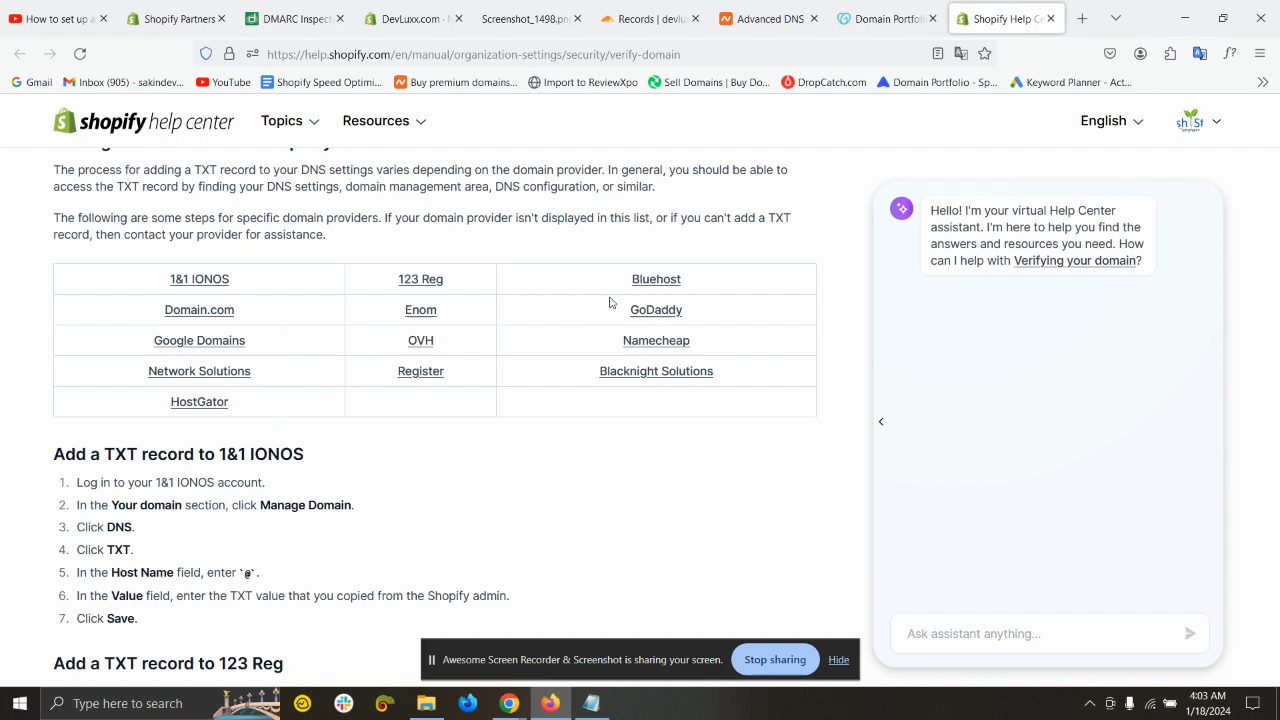 How to set up a
Shopify Partners
DMARC Inspect
DevLuxx.com -
Screenshot_1498.pn
Records | devlux
Advanced DNS
Domain Portfoli
Shopify Help Ce
https://help.shopify.com/en/manual/organization-settings/security/verify-domain
Gmail
Inbox (905) - sakindev...
YouTube
Shopify Speed Optimi...
Buy premium domains...
Import to ReviewXpo
Sell Domains | Buy Do...
DropCatch.com
Domain Portfolio - Sp...
Keyword Planner - Act...
shopify help center
Topics
Resources
English
The process for adding a TXT record to your DNS settings varies depending on the domain provider. In general, you should be able to
access the TXT record by finding your DNS settings, domain management area, DNS configuration, or similar.
The following are some steps for specific domain providers. If your domain provider isn't displayed in this list, or if you can't add a TXT
record, then contact your provider for assistance.
1&1 IONOS 123 Reg Bluehost
Domain.com Enom GoDaddy
Google Domains OVH Namecheap
Network Solutions Register Blacknight Solutions
HostGator
Add a TXT record to 1&1 IONOS
1. Log in to your 1&1 IONOS account.
2. In the Your domain section, click Manage Domain.
3. Click DNS.
4. Click TXT.
5. In the Host Name field, enter `@`.
6. In the Value field, enter the TXT value that you copied from the Shopify admin.
7. Click Save.
Add a TXT record to 123 Reg
Hello! I'm your virtual Help Center
assistant. I'm here to help you find the
answers and resources you need. How
can I help with Verifying your domain?
Ask assistant anything...
Awesome Screen Recorder & Screenshot is sharing your screen.
Stop sharing
Hide
Type here to search
4:03 AM
1/18/2024